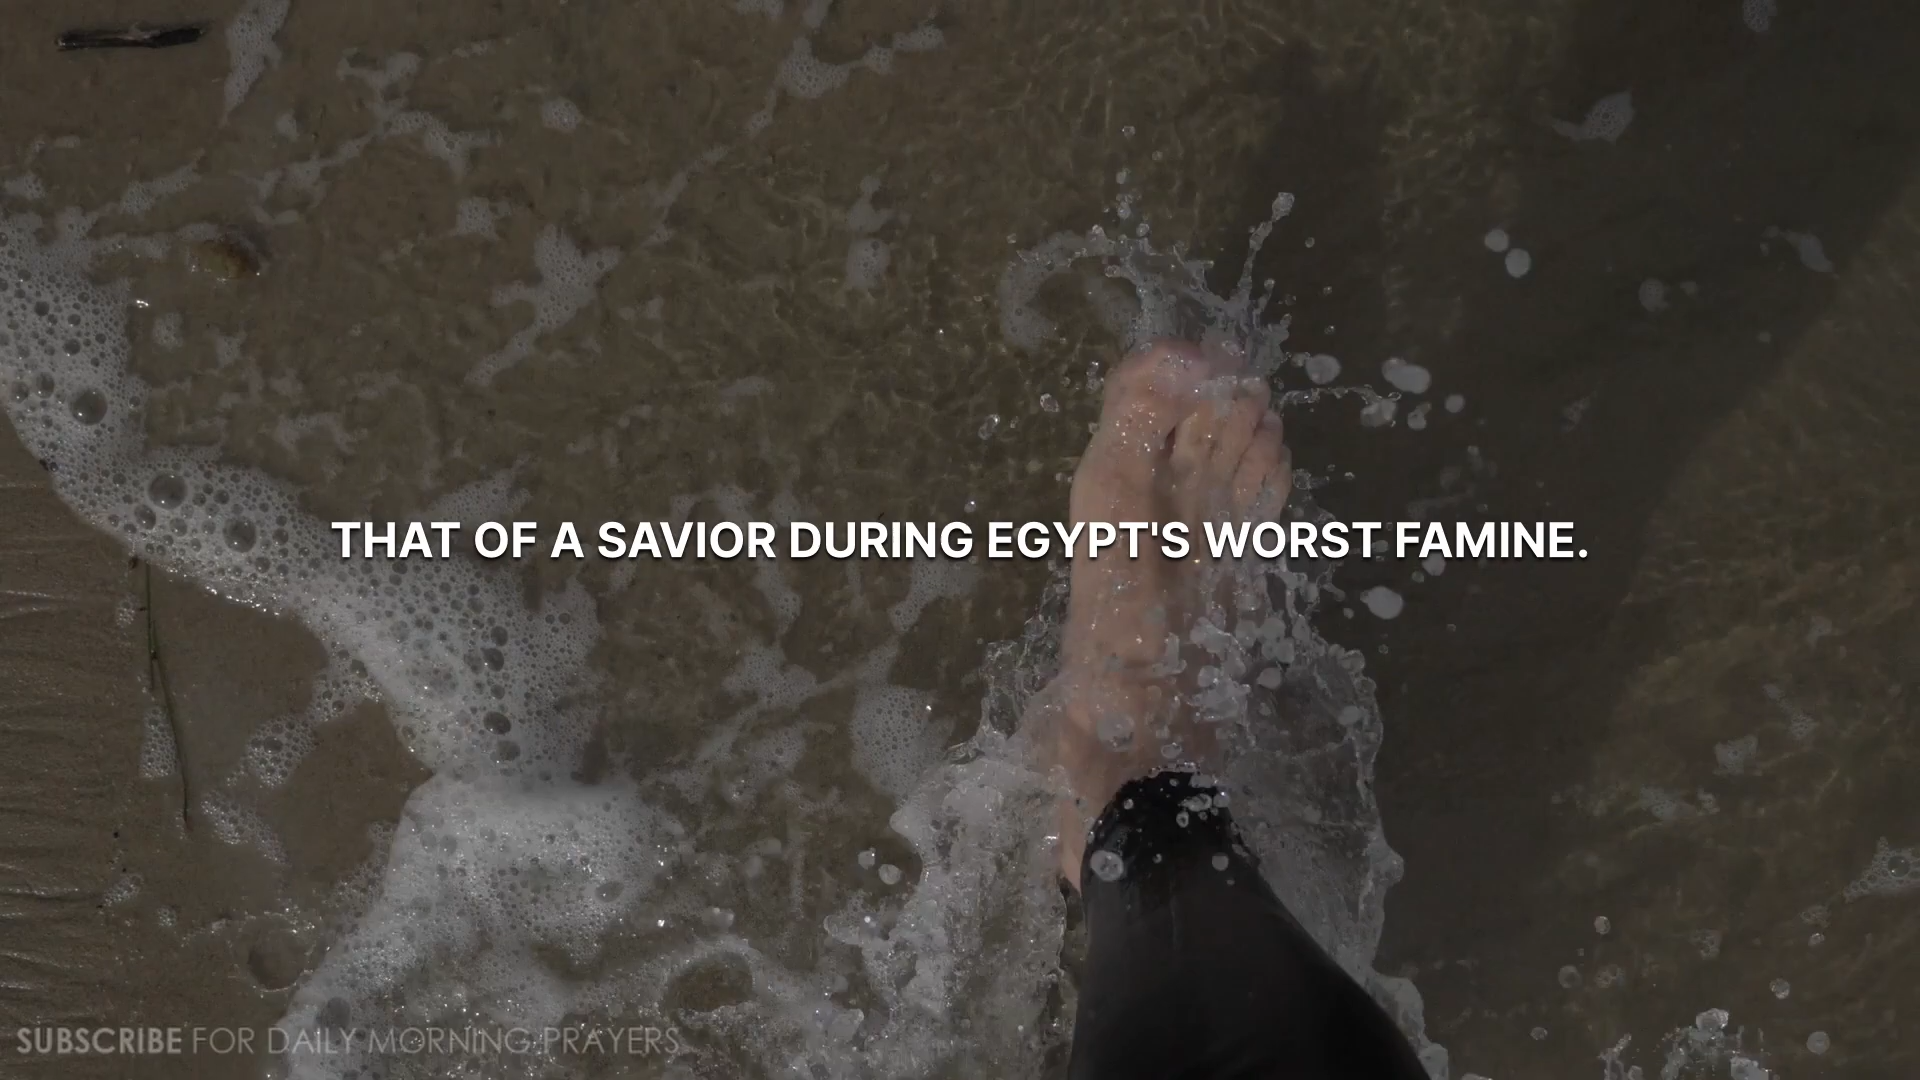 THAT OF A SAVIOR DURING EGYPT'S WORST FAMINE.
SUBSCRIBE FOR DAILY MORNING PRAYERS